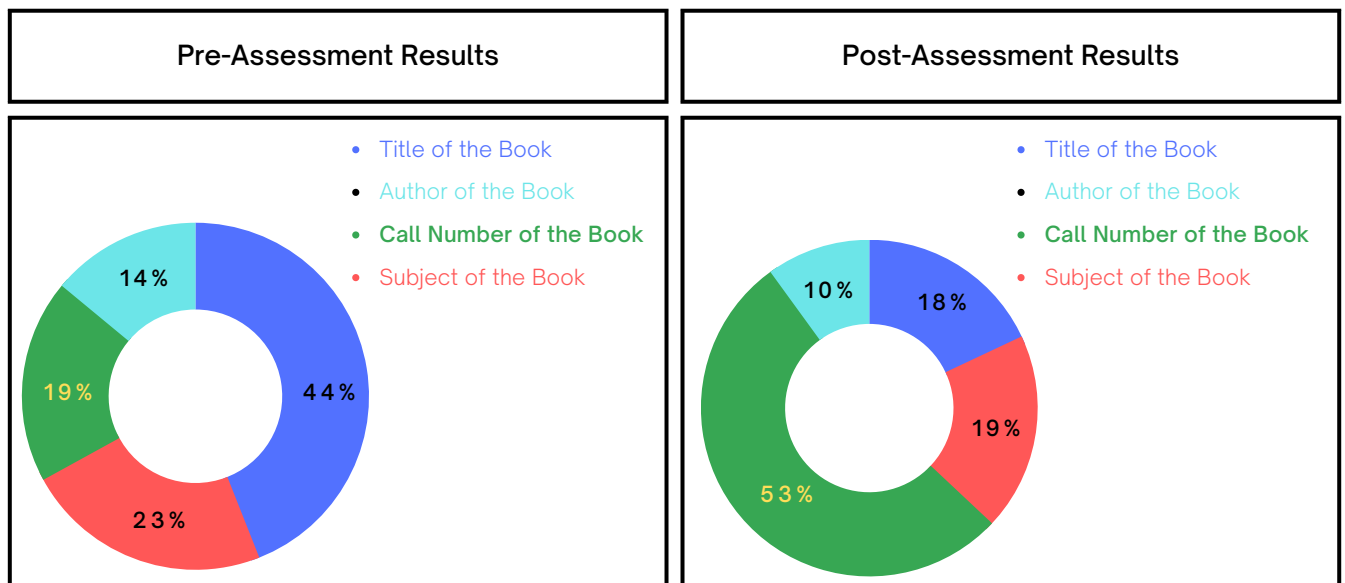 Pre-Assessment Results
Post-Assessment Results
Title of the Book
Author of the Book
Call Number of the Book
Subject of the Book
14%
19%
44%
23%
Title of the Book
Author of the Book
Call Number of the Book
Subject of the Book
10%
18%
19%
53%